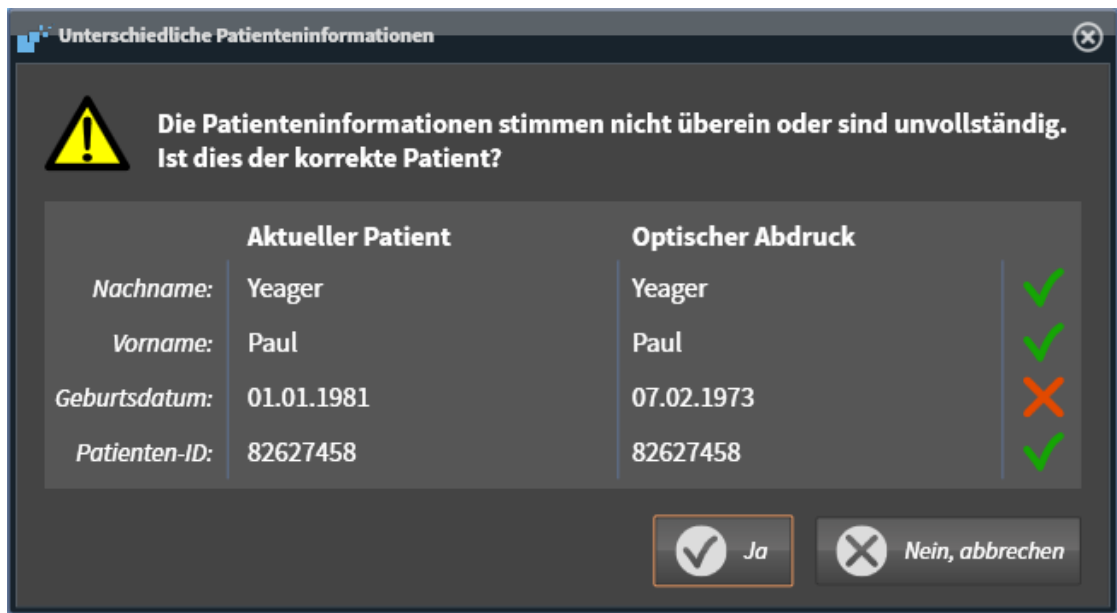 Unterschiedliche Patienteninformationen
Die Patienteninformationen stimmen nicht überein oder sind unvollständig.
Ist dies der korrekte Patient?
Aktueller Patient Optischer Abdruck
Nachname: Yeager Yeager
Vorname: Paul Paul
Geburtsdatum: 01.01.1981 07.02.1973
Patienten-ID: 82627458 82627458
Ja Nein, abbrechen